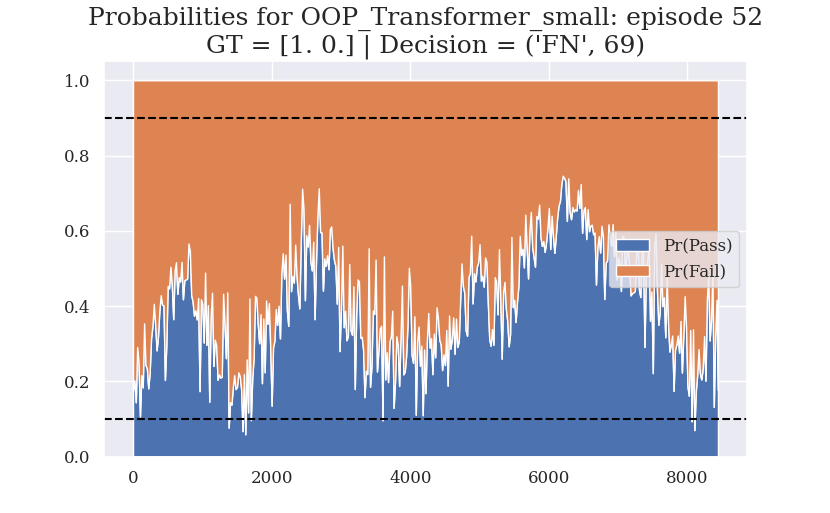 Probabilities for OOP_Transformer_small: episode 52
GT = [1. 0.] | Decision = ('FN', 69)
1.0
0.8
0.6
0.4
0.2
0.0
Pr(Pass)
Pr(Fail)
0
2000
4000
6000
8000